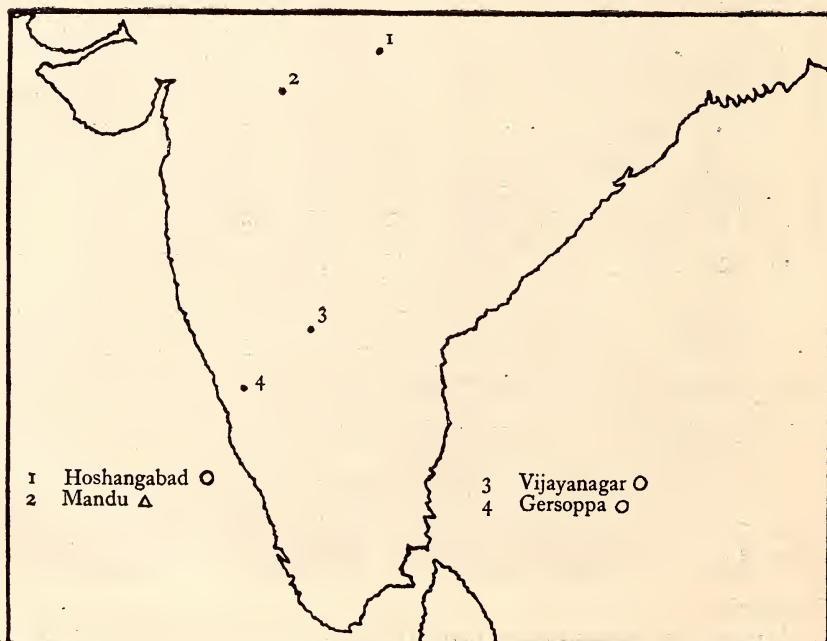 1
2
3
4
1 Hoshangabad ○
2 Mandu △
3 Vijayanagar ○
4 Gersoppa ○